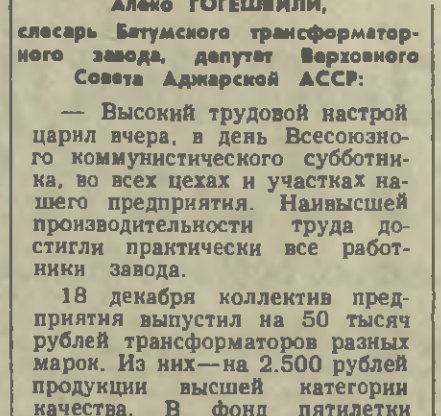 Алеко ГОГЕШВИЛИ,
слесарь Батумского трансформатор-
ного завода, депутат Верховного
Совета Аджарской АССР:
— Высокий трудовой настрой
царил вчера, в день Всесоюзно-
го коммунистического субботни-
ка, во всех цехах и участках на-
шего предприятия. Наивысшей
производительности труда до-
стигли практически все работ-
ники завода.
18 декабря коллектив пред-
приятия выпустил на 50 тысяч
рублей трансформаторов разных
марок. Из них—на 2.500 рублей
продукции высшей категории
качества. В фонд пятилетки